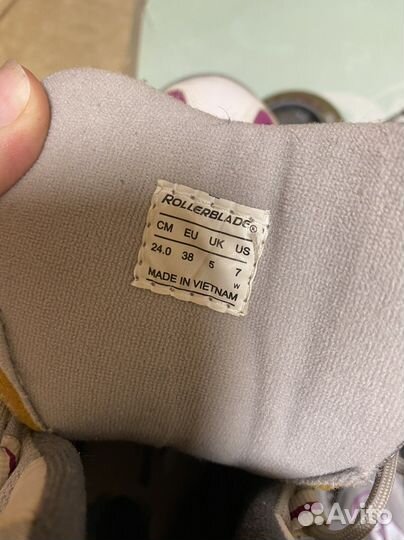 ROLLERBLADE®
CM EU UK US
24.0 38 5 7
W
MADE IN VIETNAM
Avito